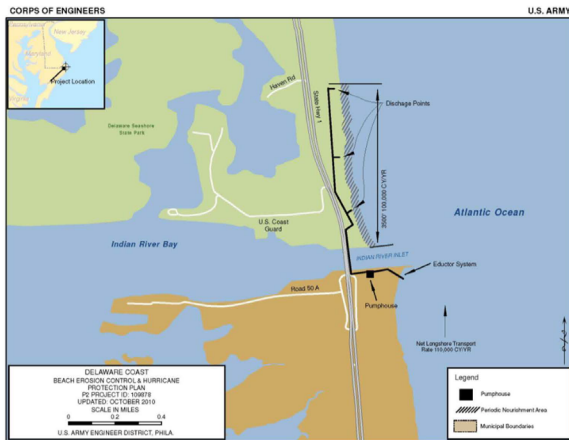 CORPS OF ENGINEERS
U.S. ARMY
New Jersey
Maryland
Project Location
Haven Rd
State Hwy 1
Dischage Points
Delaware Seashore
State Park
3500' 100,000 CY/YR
U.S. Coast
Guard
Atlantic Ocean
Indian River Bay
INDIAN RIVER INLET
Eductor System
Road 50 A
Pumphouse
Net Longshore Transport
Rate 110,000 CY/YR
DELAWARE COAST
BEACH EROSION CONTROL & HURRICANE
PROTECTION PLAN
P2 PROJECT ID: 109878
UPDATED: OCTOBER 2010
SCALE IN MILES
0 0.2 0.4
U.S. ARMY ENGINEER DISTRICT, PHILA.
Legend
Pumphouse
Periodic Nourishment Area
Municipal Boundaries